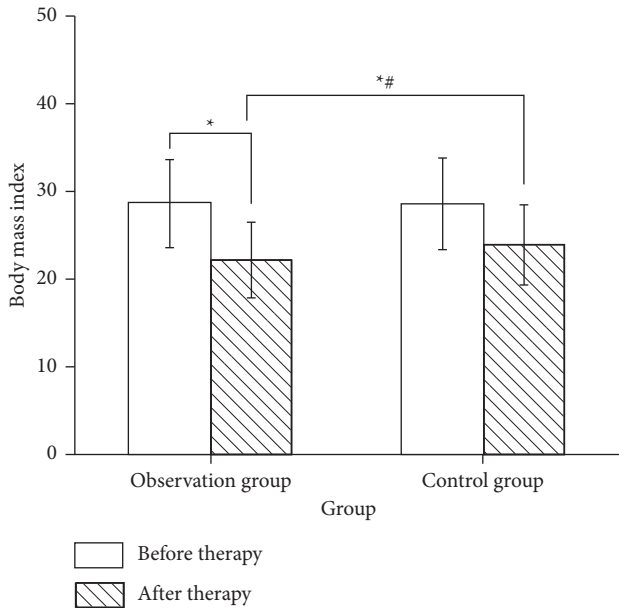 50
40
30
20
10
0
Body mass index
*
*#
Observation group
Control group
Group
Before therapy
After therapy